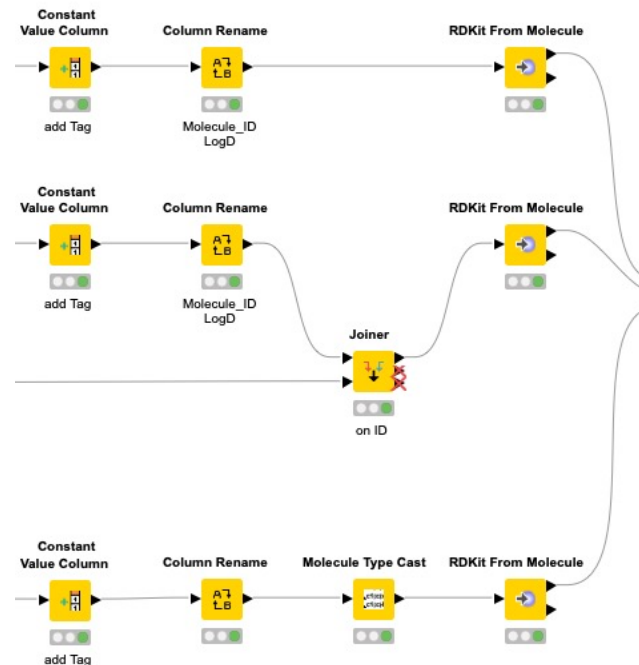 Constant
Value Column
Column Rename
RDKit From Molecule
add Tag
Molecule_ID
LogD
Constant
Value Column
Column Rename
RDKit From Molecule
add Tag
Molecule_ID
LogD
Joiner
on ID
Constant
Value Column
Column Rename
Molecule Type Cast
RDKit From Molecule
add Tag